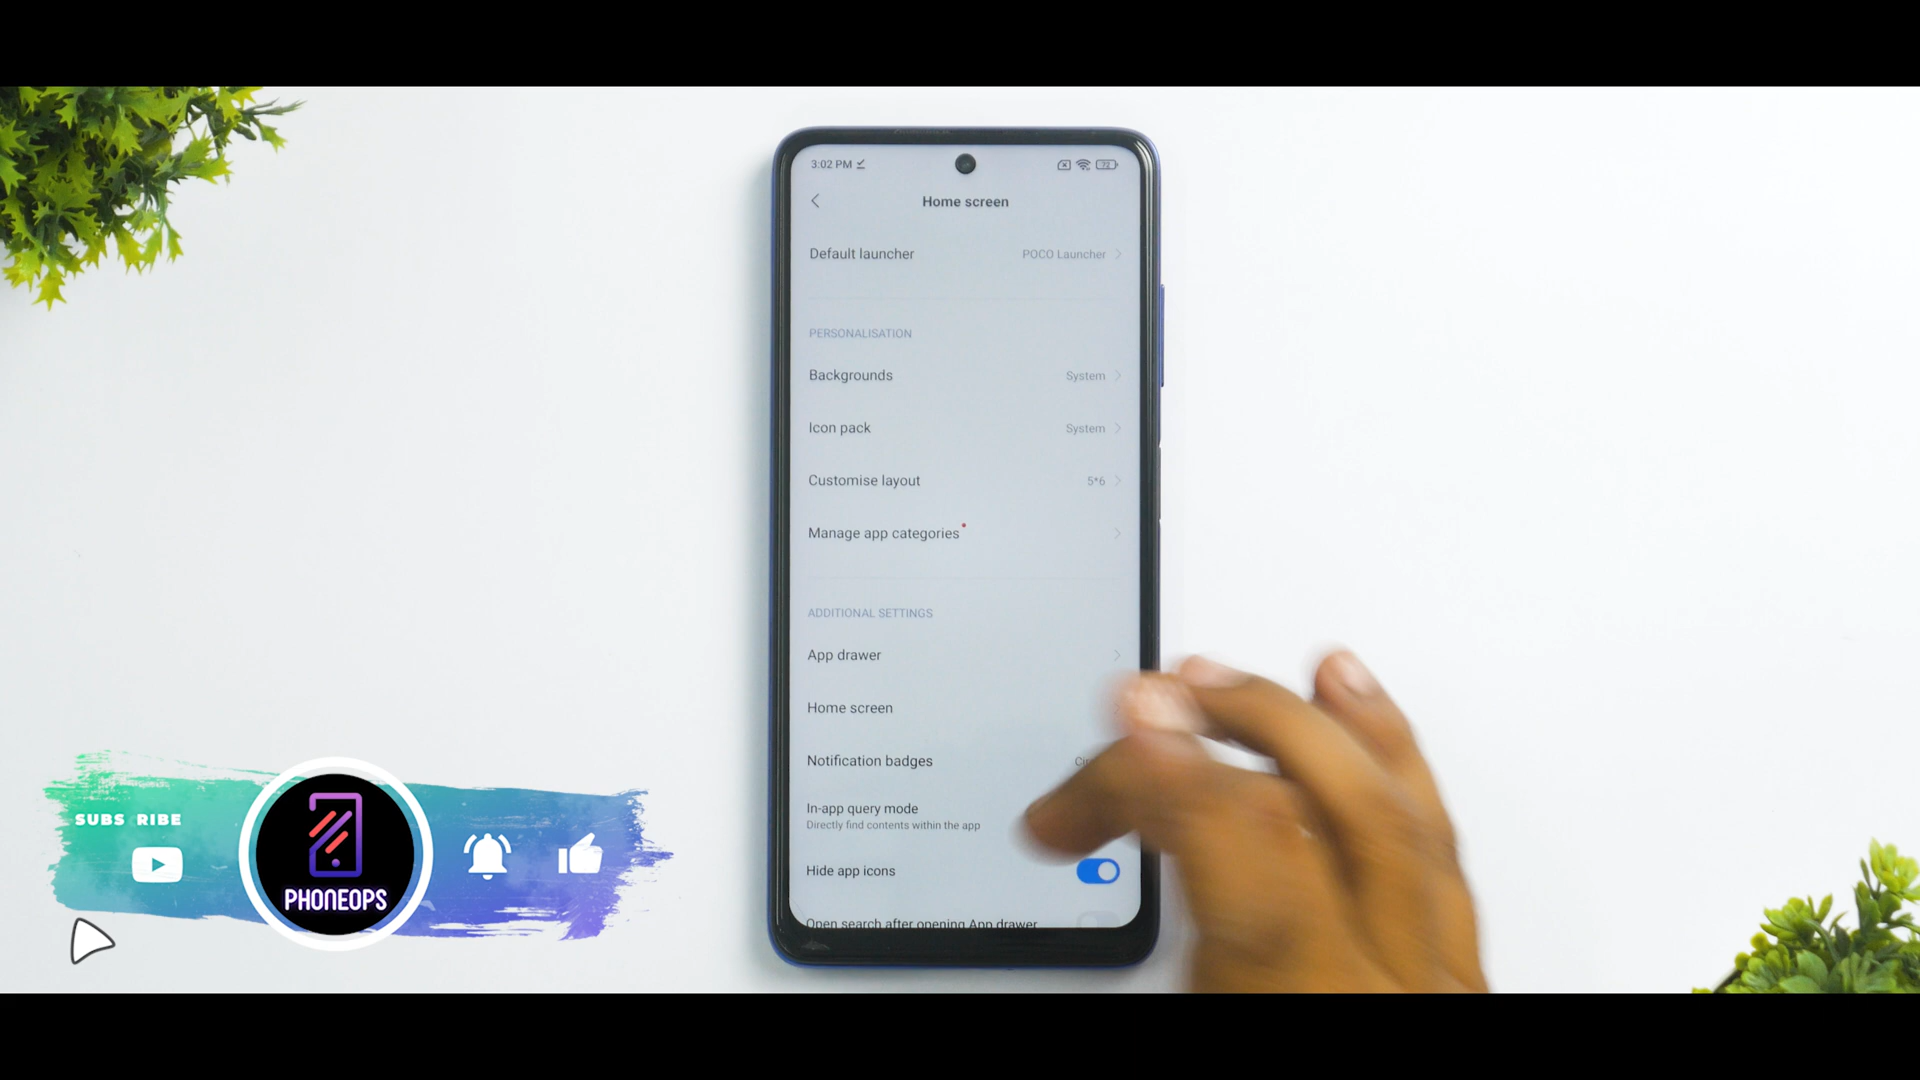 3:02 PM
72
Home screen
Default launcher POCO Launcher
PERSONALISATION
Backgrounds System
Icon pack System
Customise layout 5*6
Manage app categories
ADDITIONAL SETTINGS
App drawer
Home screen
Notification badges
In-app query mode
Directly find contents within the app
Hide app icons
Open search after opening App drawer
SUBS RIBE
PHONEOPS